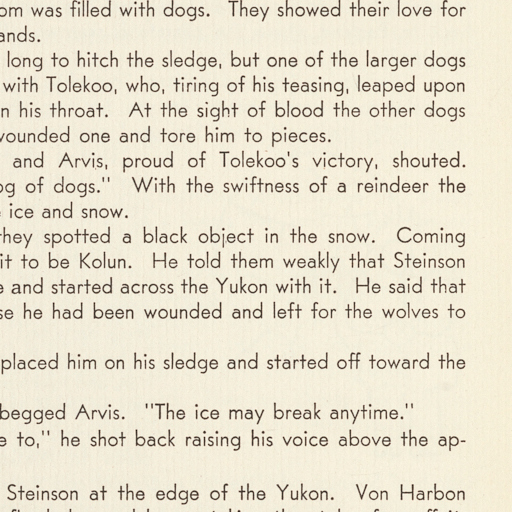 om was filled with dogs. They showed their love for
ands.
long to hitch the sledge, but one of the larger dogs
with Tolekoo, who, tiring of his teasing, leaped upon
n his throat. At the sight of blood the other dogs
wounded one and tore him to pieces.
and Arvis, proud of Tolekoo's victory, shouted.
og of dogs." With the swiftness of a reindeer the
ice and snow.
they spotted a black object in the snow. Coming
it to be Kolun. He told them weakly that Steinson
e and started across the Yukon with it. He said that
se he had been wounded and left for the wolves to
placed him on his sledge and started off toward the
begged Arvis. "The ice may break anytime."
e to," he shot back raising his voice above the ap-
Steinson at the edge of the Yukon. Von Harbon